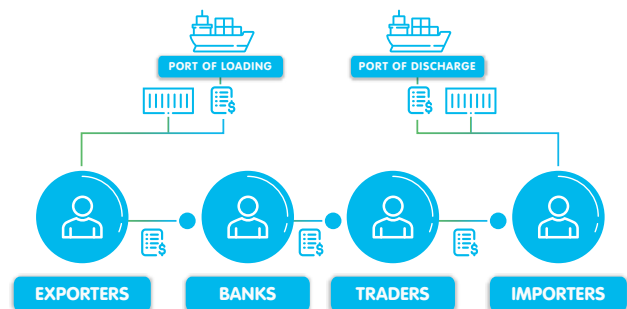 PORT OF LOADING
PORT OF DISCHARGE
$
$
$
$
$
EXPORTERS
BANKS
TRADERS
IMPORTERS